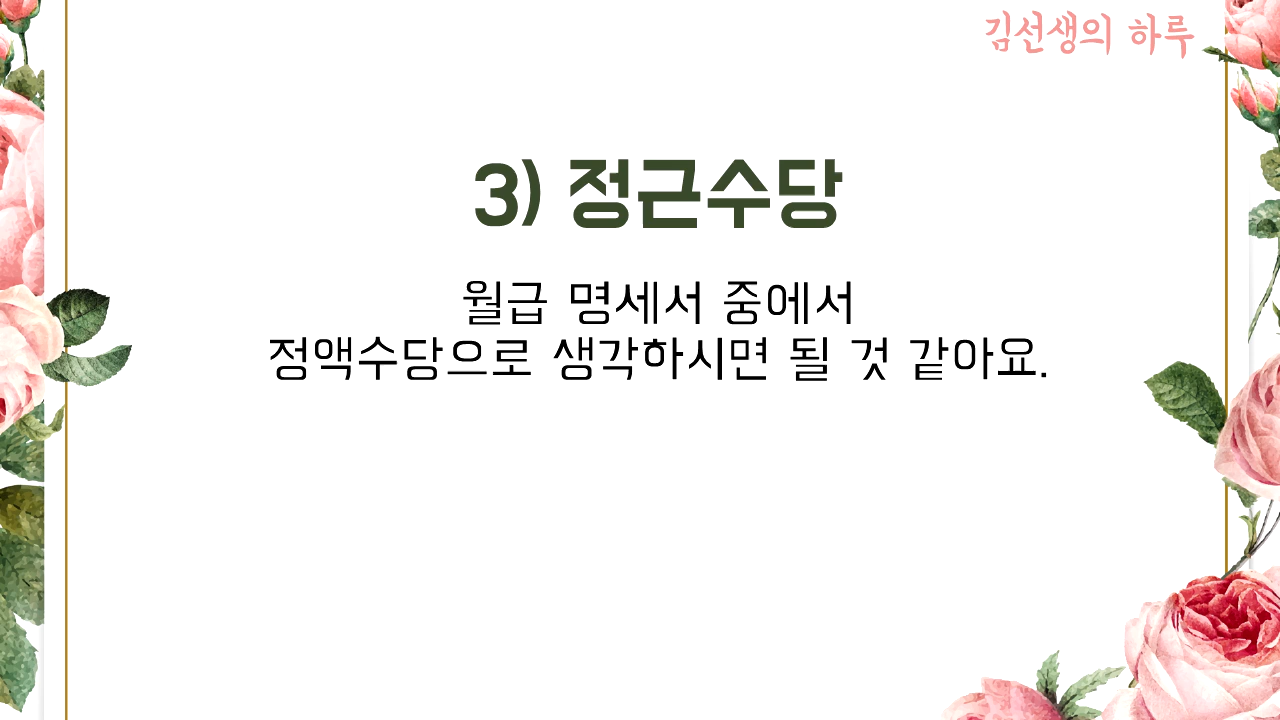 김선생의 하루
3) 정근수당
월급 명세서 중에서
정액수당으로 생각하시면 될 것 같아요.